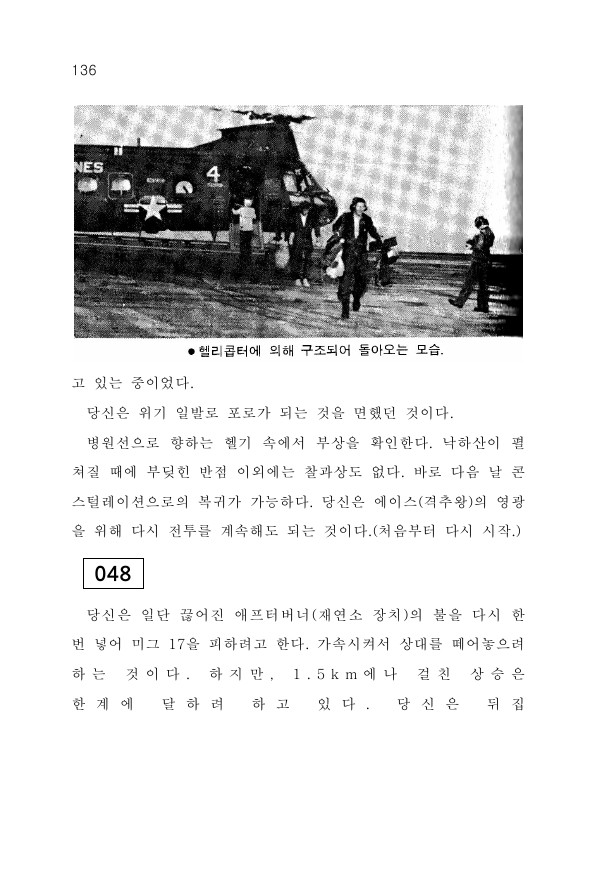 136
NES
4
●헬리콥터에 의해 구조되어 돌아오는 모습.
고 있는 중이었다.
당신은 위기 일발로 포로가 되는 것을 면했던 것이다.
병원선으로 향하는 헬기 속에서 부상을 확인한다. 낙하산이 펼
쳐질 때에 부딪힌 반점 이외에는 찰과상도 없다. 바로 다음 날 콘
스털레이션으로의 복귀가 가능하다. 당신은 에이스(격추왕)의 영광
을 위해 다시 전투를 계속해도 되는 것이다.(처음부터 다시 시작.)
048
당신은 일단 끊어진 애프터버너(재연소 장치)의 불을 다시 한
번 넣어 미그 17을 피하려고 한다. 가속시켜서 상대를 떼어놓으려
하는 것이다. 하지만, 1.5km에나 걸친 상승은
한계에 달하려 하고 있다. 당신은 뒤집